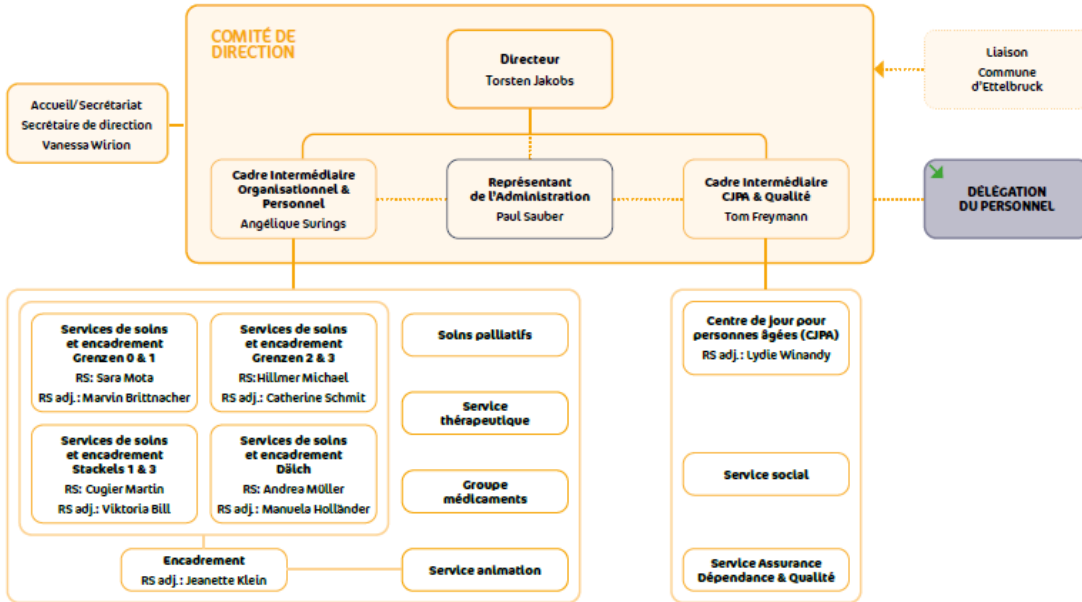 COMITÉ DE
DIRECTION
Directeur
Torsten Jakobs
Liaison
Commune
d'Ettelbruck
Accueil/Secrétariat
Secrétaire de direction
Vanessa Wirion
Cadre Intermédiaire
Organisationnel &
Personnel
Angélique Surings
Représentant
de l'Administration
Paul Sauber
Cadre Intermédiaire
CJPA & Qualité
Tom Freymann
DÉLÉGATION
DU PERSONNEL
Services de soins
et encadrement
Grenzen 0 & 1
RS: Sara Mota
RS adj.: Marvin Brittnacher
Services de soins
et encadrement
Grenzen 2 & 3
RS:Hillmer Michael
RS adj.: Catherine Schmit
Soins palliatifs
Centre de jour pour
personnes âgées (CJPA)
RS adj.: Lydie Winandy
Service
thérapeutique
Services de soins
et encadrement
Stackels 1 & 3
RS: Cugier Martin
RS adj.: Viktoria Bill
Services de soins
et encadrement
Dälch
RS: Andrea Müller
RS adj.: Manuela Holländer
Groupe
médicaments
Service social
Encadrement
RS adj.: Jeanette Klein
Service animation
Service Assurance
Dépendance & Qualité